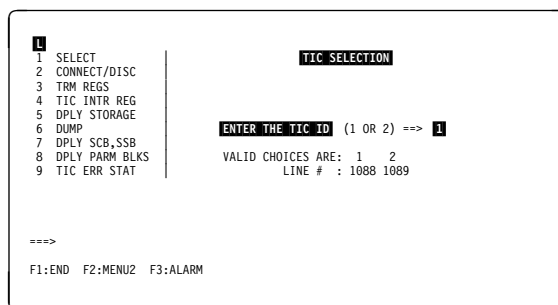 L
1 SELECT TIC SELECTION
2 CONNECT/DISC
3 TRM REGS
4 TIC INTR REG
5 DPLY STORAGE
6 DUMP ENTER THE TIC ID (1 OR 2) ==> 1
7 DPLY SCB,SSB
8 DPLY PARM BLKS VALID CHOICES ARE: 1 2
9 TIC ERR STAT LINE # : 1088 1089
===>
F1:END F2:MENU2 F3:ALARM